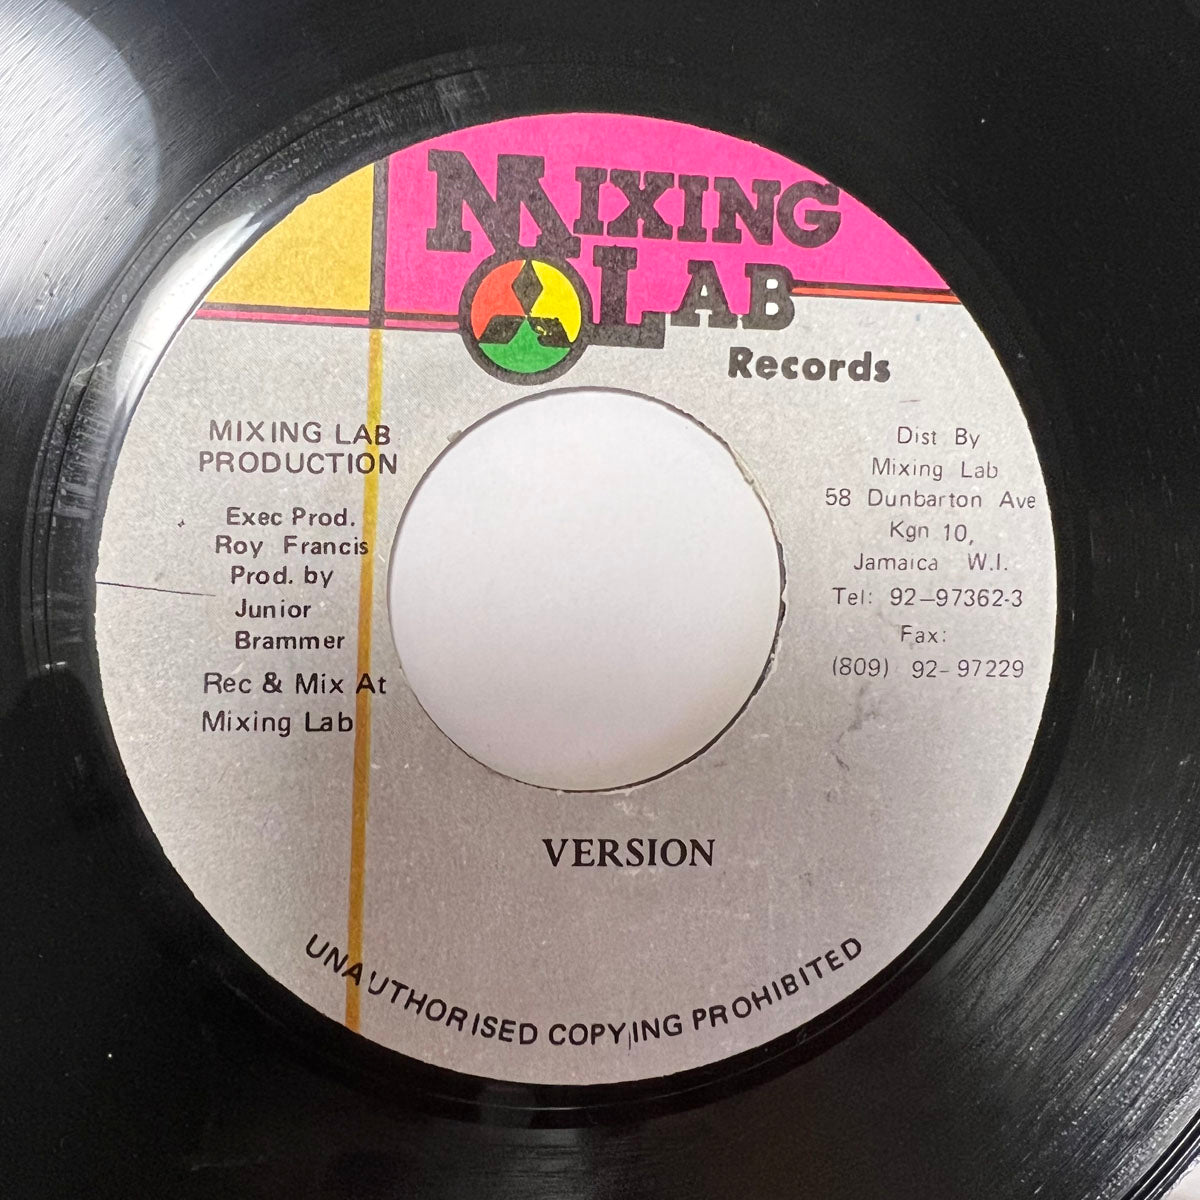 MIXING
LAB
Records
MIXING LAB
PRODUCTION
Exec Prod.
Roy Francis
Prod. by
Junior
Brammer
Rec & Mix At
Mixing Lab
Dist By
Mixing Lab
58 Dunbarton Ave
Kgn 10,
Jamaica W.I.
Tel: 92-97362-3
Fax:
(809) 92-97229
VERSION
UNAUTHORISED COPYING PROHIBITED